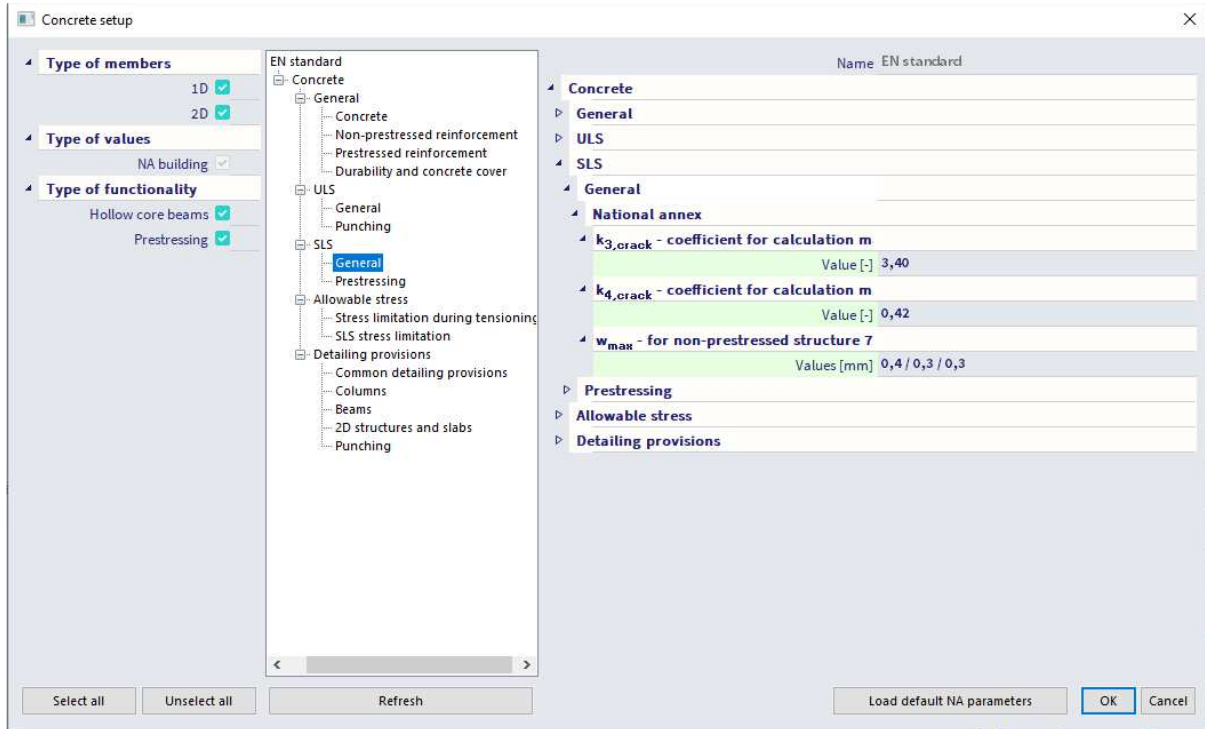 Concrete setup
Type of members
1D
2D
Type of values
NA building
Type of functionality
Hollow core beams
Prestressing
EN standard
Concrete
General
Concrete
Non-prestressed reinforcement
Prestressed reinforcement
Durability and concrete cover
ULS
General
Punching
SLS
General
Prestressing
Allowable stress
Stress limitation during tensioning
SLS stress limitation
Detailing provisions
Common detailing provisions
Columns
Beams
2D structures and slabs
Punching
Name EN standard
Concrete
General
ULS
SLS
General
National annex
k3,crack - coefficient for calculation m
Value [-] 3,40
k4,crack - coefficient for calculation m
Value [-] 0,42
wmax - for non-prestressed structure 7
Values [mm] 0,4 / 0,3 / 0,3
Prestressing
Allowable stress
Detailing provisions
Select all
Unselect all
Refresh
Load default NA parameters
OK
Cancel